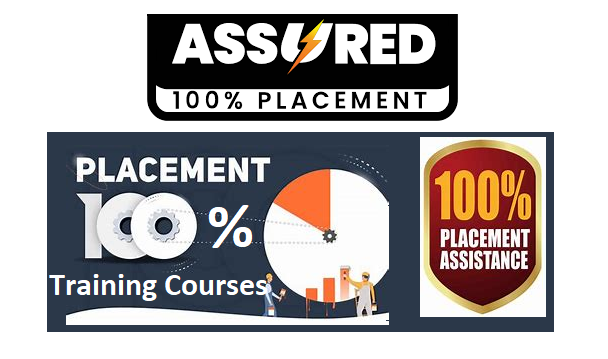 ASSURED
100% PLACEMENT
PLACEMENT
100 %
Training Courses
100%
PLACEMENT
ASSISTANCE